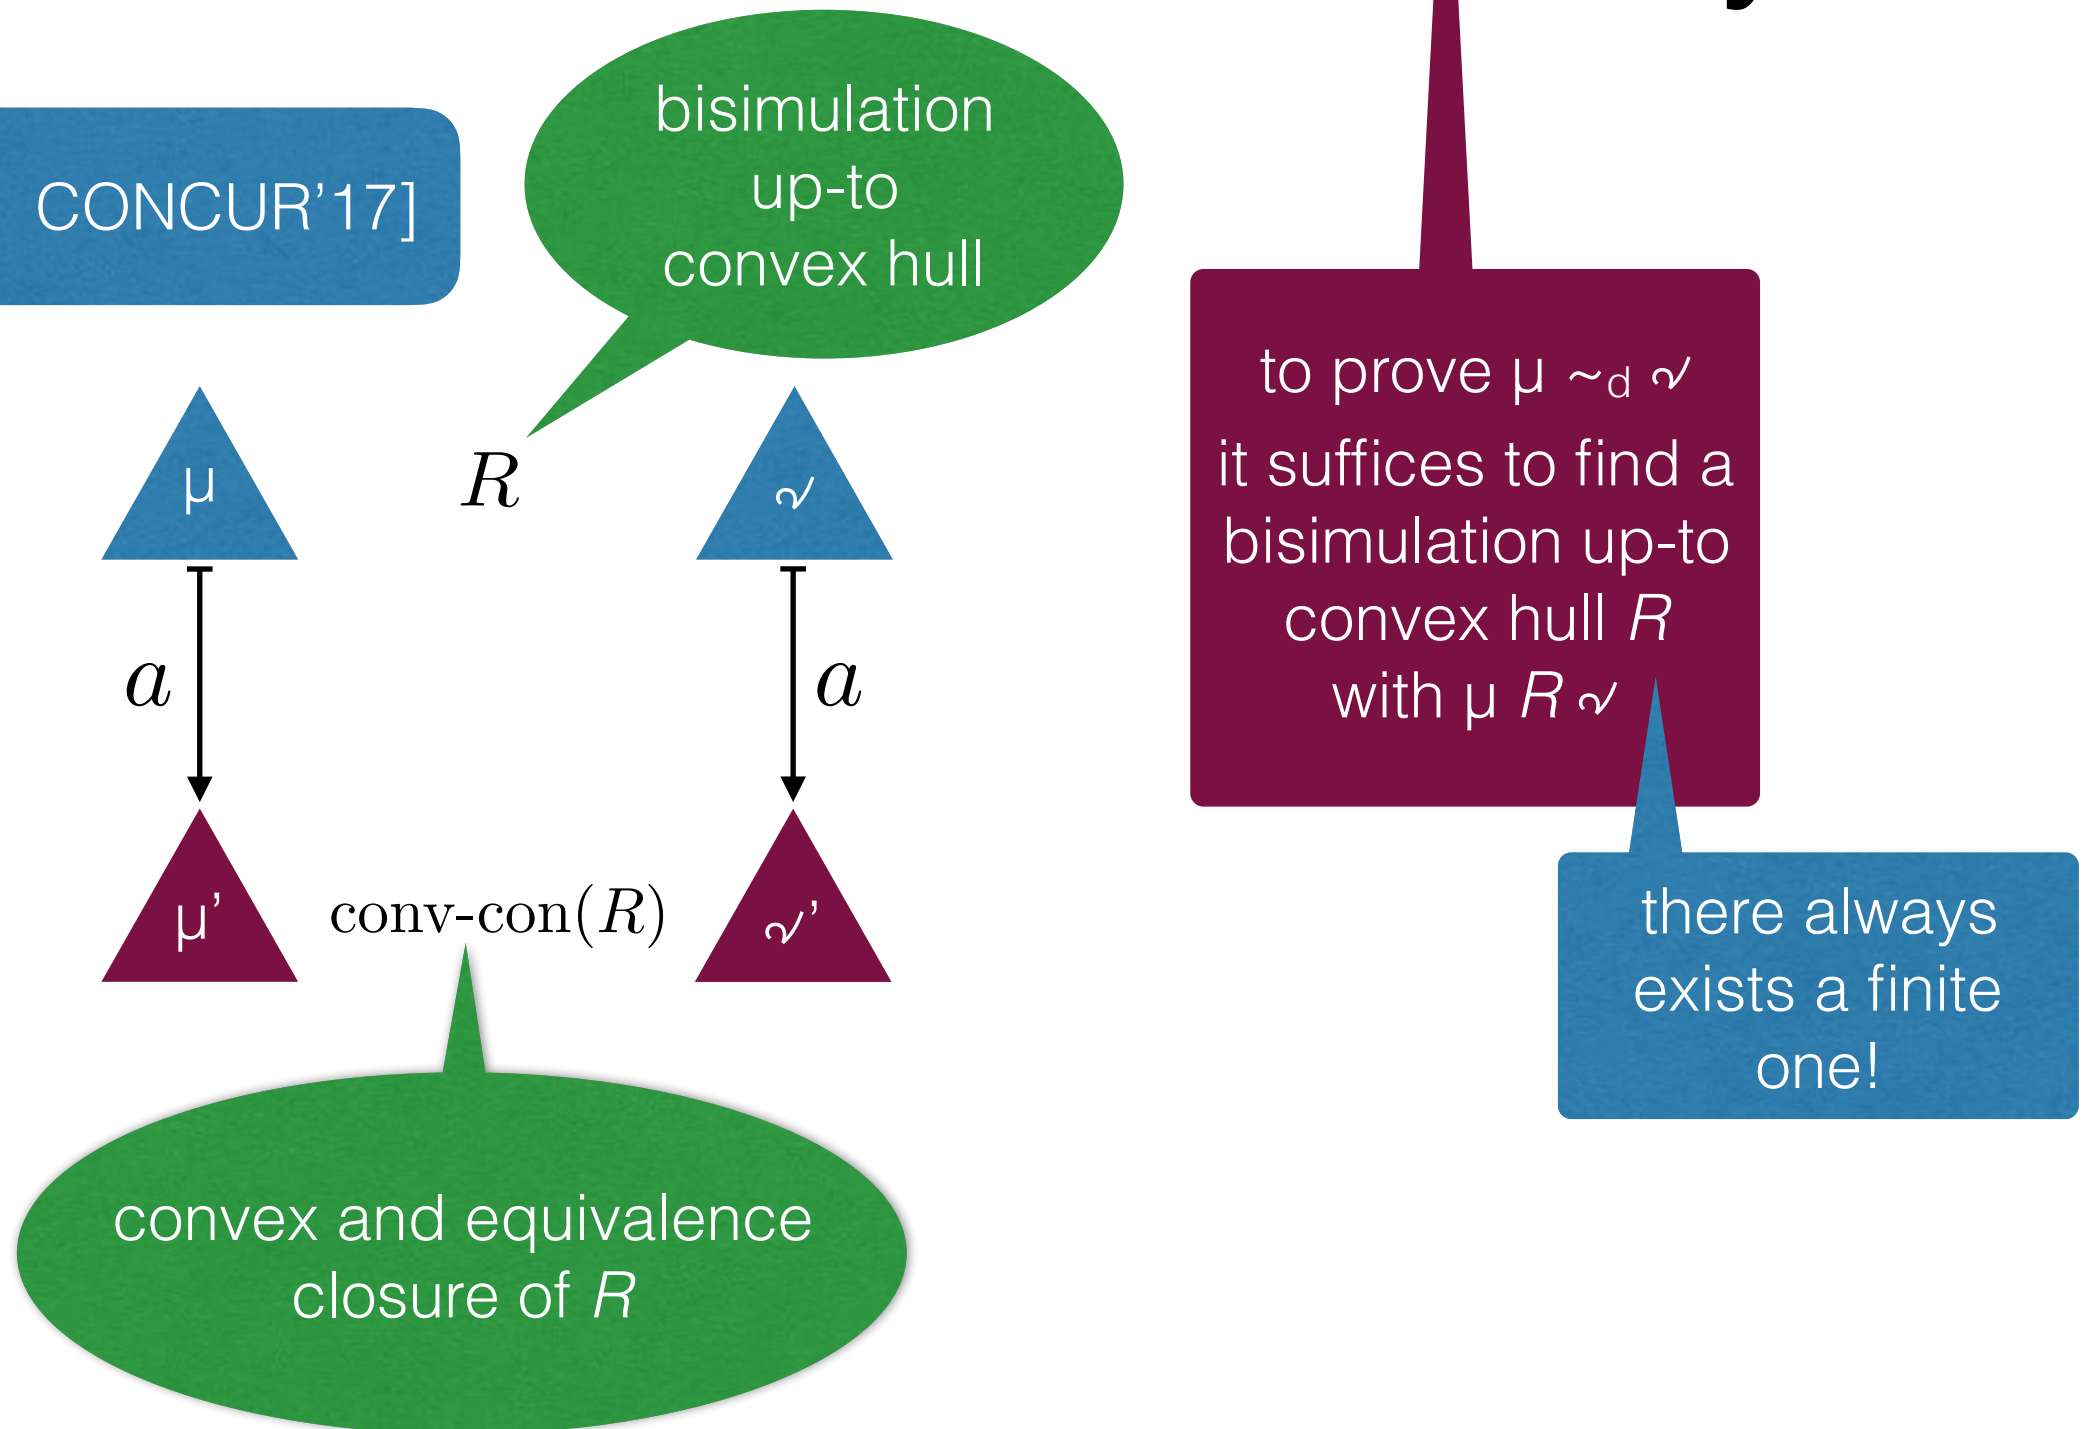 CONCUR’17]
bisimulation
up-to
convex hull
μ
R
ν
a
a
μ’
conv-con(R)
ν’
convex and equivalence
closure of R
to prove μ ~d ν
it suffices to find a
bisimulation up-to
convex hull R
with μ R ν
there always
exists a finite
one!